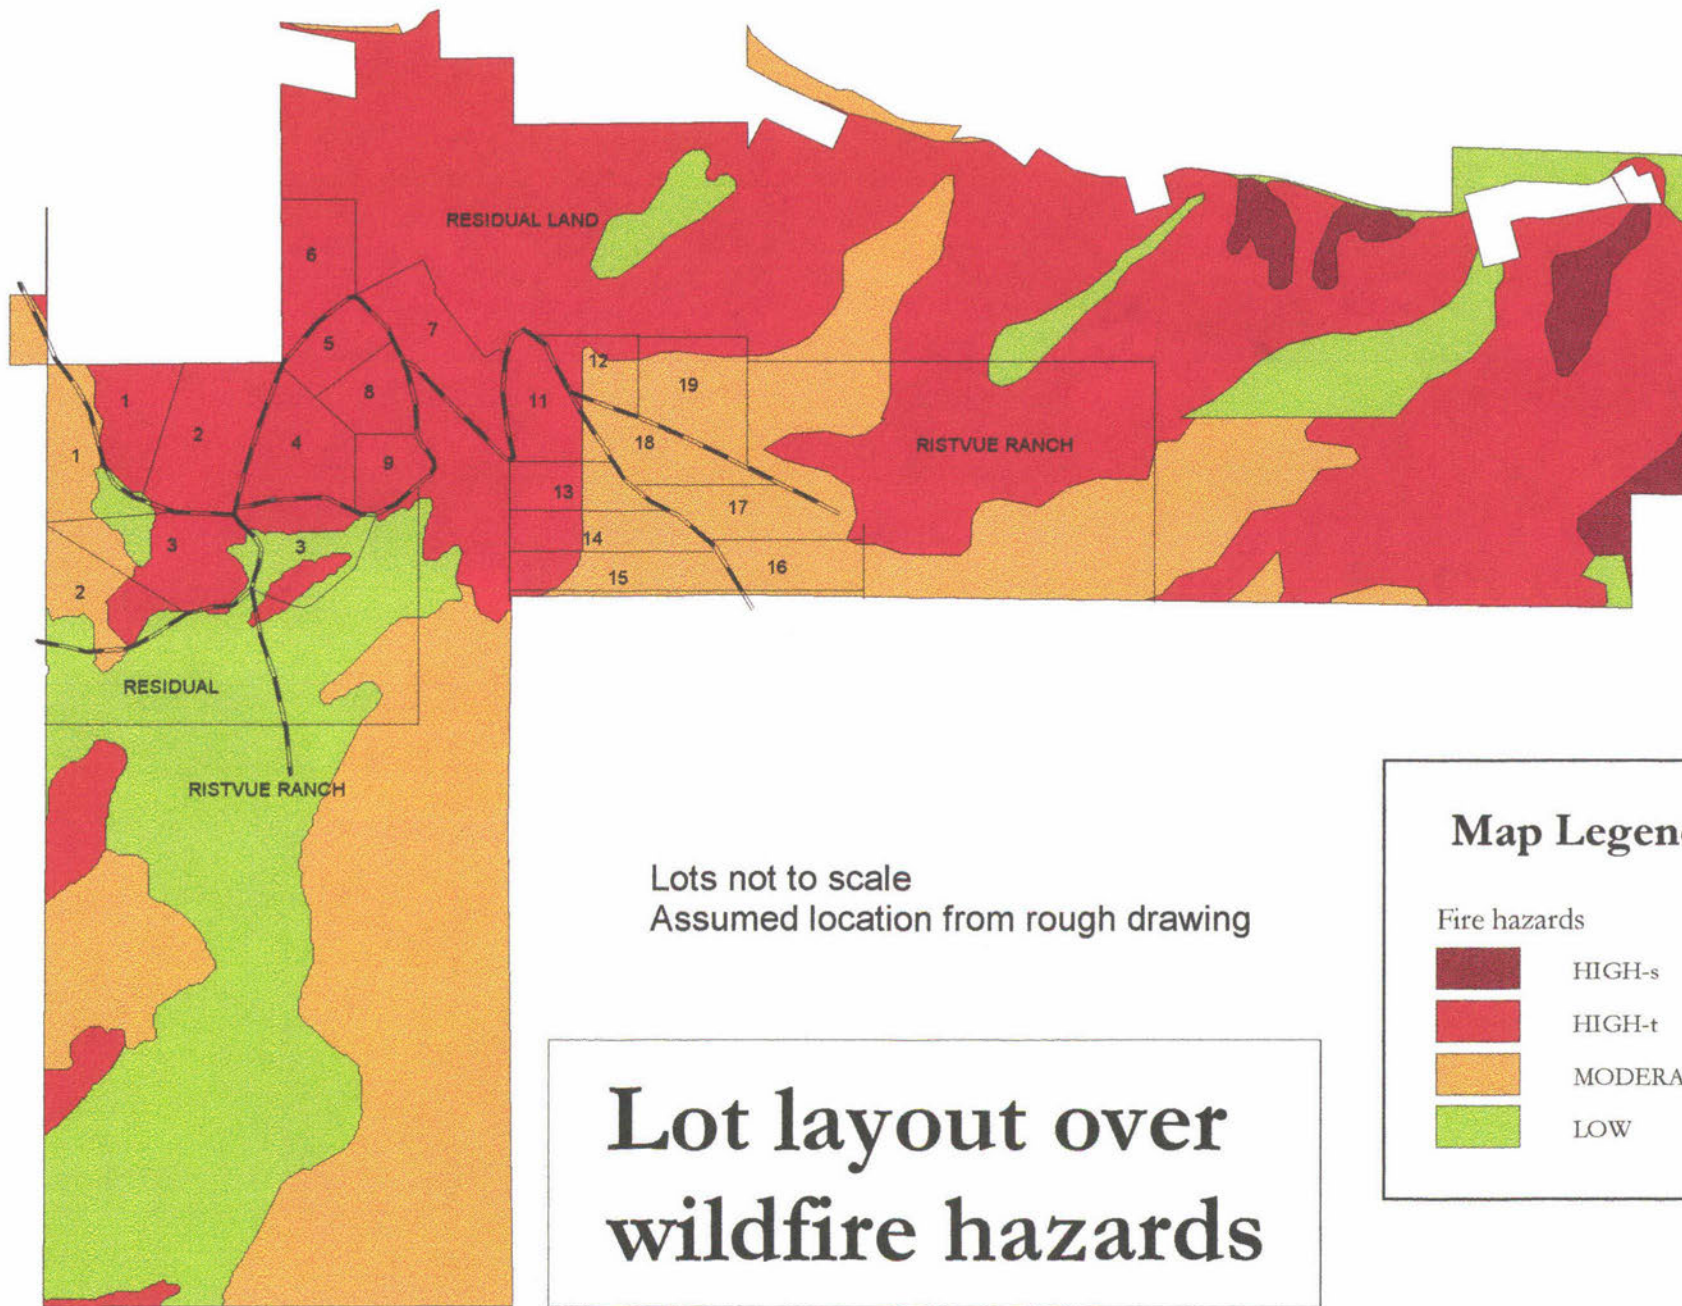 RESIDUAL LAND
6
7
5
12
19
1
8
11
2
4
18
RISTVUE RANCH
1
9
13
17
3
3
14
16
15
2
RESIDUAL
RISTVUE RANCH
Lots not to scale
Assumed location from rough drawing
Lot layout over
wildfire hazards
Map Legen
Fire hazards
HIGH-s
HIGH-t
MODERA
LOW